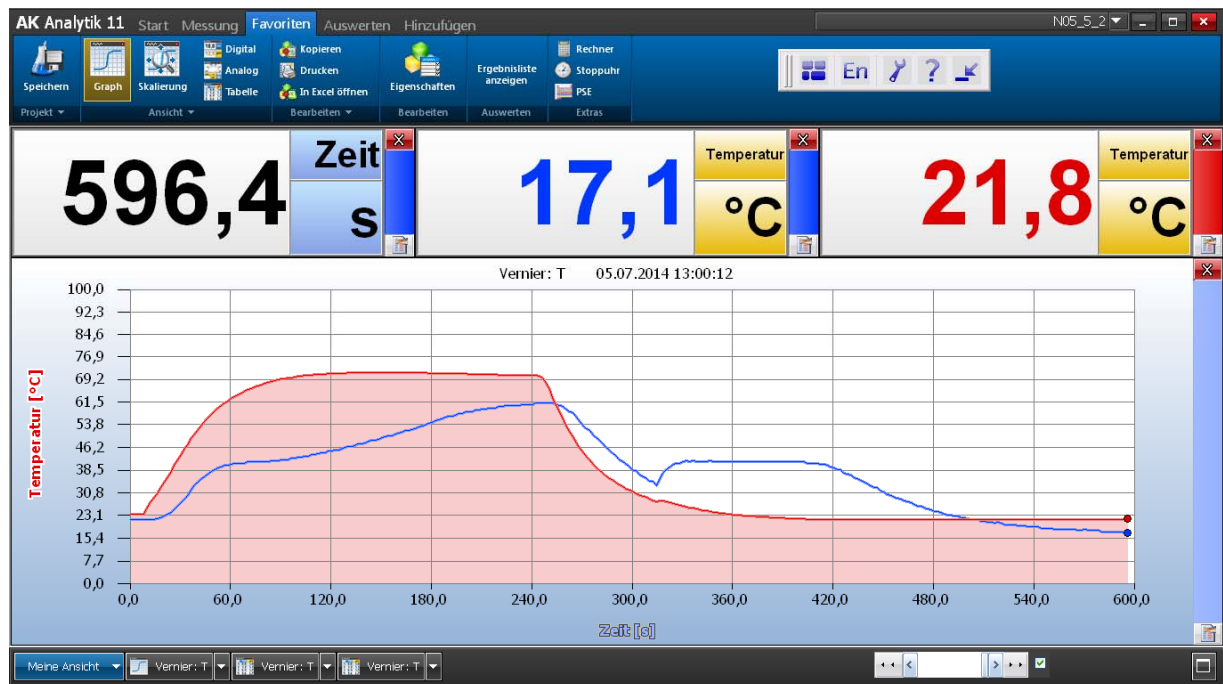 AK Analytik 11 Start Messung Favoriten Auswerten Hinzufügen N05_5_2
Speichern
Graph
Skalierung
Digital
Analog
Tabelle
Kopieren
Drucken
In Excel öffnen
Eigenschaften
Ergebnisliste
anzeigen
Rechner
Stoppuhr
PSE
Projekt Ansicht Bearbeiten Bearbeiten Auswerten Extras
En ?
596,4 Zeit s
17,1 Temperatur °C
21,8 Temperatur °C
Vernier: T 05.07.2014 13:00:12
Temperatur [°C]
100,0
92,3
84,6
76,9
69,2
61,5
53,8
46,2
38,5
30,8
23,1
15,4
7,7
0,0
0,0 60,0 120,0 180,0 240,0 300,0 360,0 420,0 480,0 540,0 600,0
Zeit [s]
Meine Ansicht Vernier: T Vernier: T Vernier: T